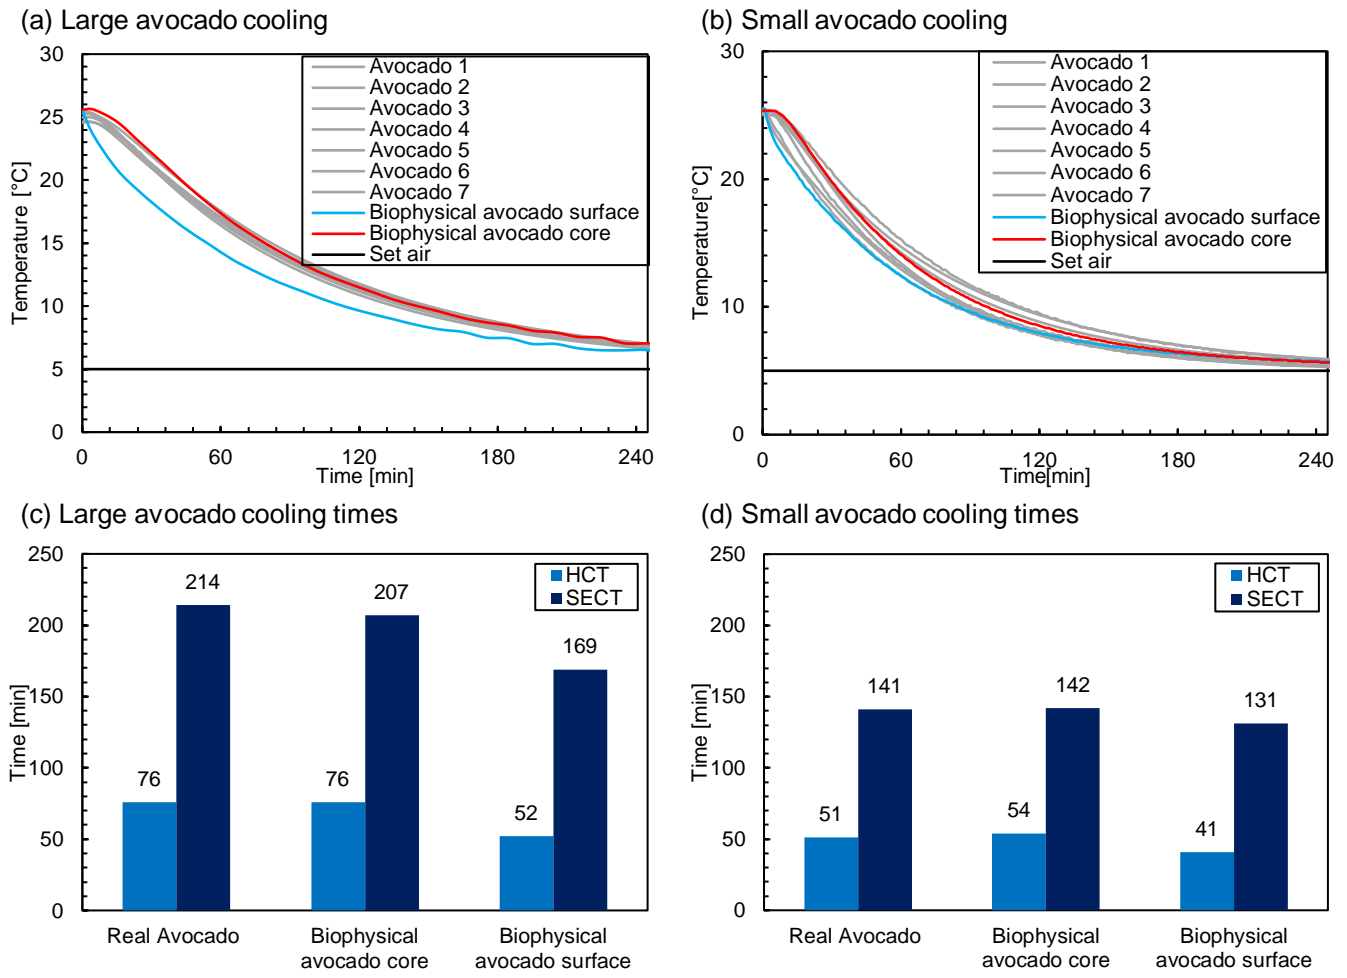 (a) Large avocado cooling
30
25
20
15
10
5
0
Temperature [°C]
0
60
120
180
240
Time [min]
Avocado 1
Avocado 2
Avocado 3
Avocado 4
Avocado 5
Avocado 6
Avocado 7
Biophysical avocado surface
Biophysical avocado core
Set air
(b) Small avocado cooling
30
20
10
0
Temperature[°C]
0
60
120
180
240
Time[min]
Avocado 1
Avocado 2
Avocado 3
Avocado 4
Avocado 5
Avocado 6
Avocado 7
Biophysical avocado surface
Biophysical avocado core
Set air
(c) Large avocado cooling times
250
200
150
100
50
0
Time [min]
HCT
SECT
76
214
76
207
52
169
Real Avocado
Biophysical
avocado core
Biophysical
avocado surface
(d) Small avocado cooling times
250
200
150
100
50
0
Time [min]
HCT
SECT
51
141
54
142
41
131
Real Avocado
Biophysical
avocado core
Biophysical
avocado surface